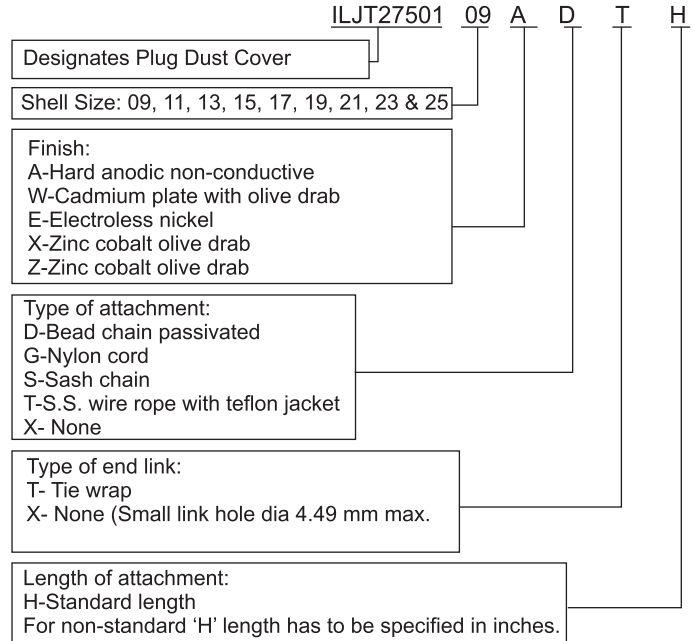 ILJT27501 09 A D T H
Designates Plug Dust Cover
Shell Size: 09, 11, 13, 15, 17, 19, 21, 23 & 25
Finish:
A-Hard anodic non-conductive
W-Cadmium plate with olive drab
E-Electroless nickel
X-Zinc cobalt olive drab
Z-Zinc cobalt olive drab
Type of attachment:
D-Bead chain passivated
G-Nylon cord
S-Sash chain
T-S.S. wire rope with teflon jacket
X- None
Type of end link:
T- Tie wrap
X- None (Small link hole dia 4.49 mm max.
Length of attachment:
H-Standard length
For non-standard ‘H’ length has to be specified in inches.